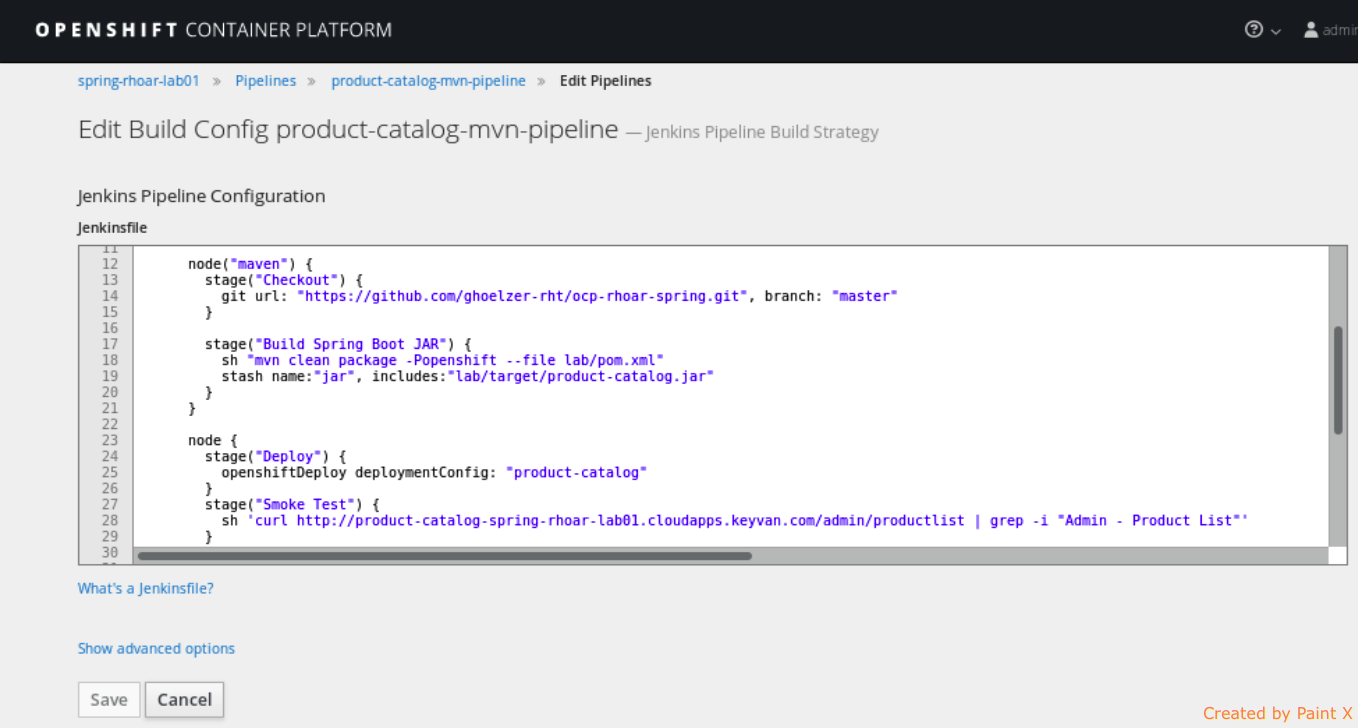 OPENSHIFT CONTAINER PLATFORM
admin
spring-rhoar-lab01 » Pipelines » product-catalog-mvn-pipeline » Edit Pipelines
Edit Build Config product-catalog-mvn-pipeline — Jenkins Pipeline Build Strategy
Jenkins Pipeline Configuration
Jenkinsfile
11
12 node("maven") {
13 stage("Checkout") {
14 git url: "https://github.com/ghoelzer-rht/ocp-rhoar-spring.git", branch: "master"
15 }
16
17 stage("Build Spring Boot JAR") {
18 sh "mvn clean package -Popenshift --file lab/pom.xml"
19 stash name:"jar", includes:"lab/target/product-catalog.jar"
20 }
21 }
22
23 node {
24 stage("Deploy") {
25 openshiftDeploy deploymentConfig: "product-catalog"
26 }
27 stage("Smoke Test") {
28 sh 'curl http://product-catalog-spring-rhoar-lab01.cloudapps.keyvan.com/admin/productlist | grep -i "Admin - Product List"'
29 }
30
What's a Jenkinsfile?
Show advanced options
Save Cancel
Created by Paint X